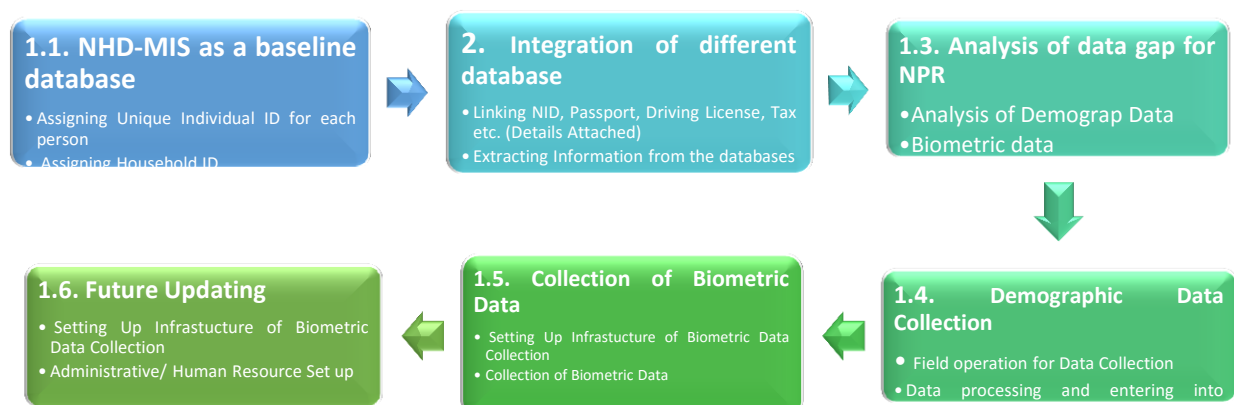 1.1. NHD-MIS as a baseline
database
• Assigning Unique Individual ID for each
person
• Assigning Household ID
2. Integration of different
database
• Linking NID, Passport, Driving License, Tax
etc. (Details Attached)
• Extracting Information from the databases
1.3. Analysis of data gap for
NPR
•Analysis of Demograp Data
•Biometric data
1.4. Demographic Data
Collection
• Field operation for Data Collection
• Data processing and entering into
1.5. Collection of Biometric
Data
• Setting Up Infrastucture of Biometric Data
Collection
• Collection of Biometric Data
1.6. Future Updating
• Setting Up Infrastucture of Biometric
Data Collection
• Administrative/ Human Resource Set up